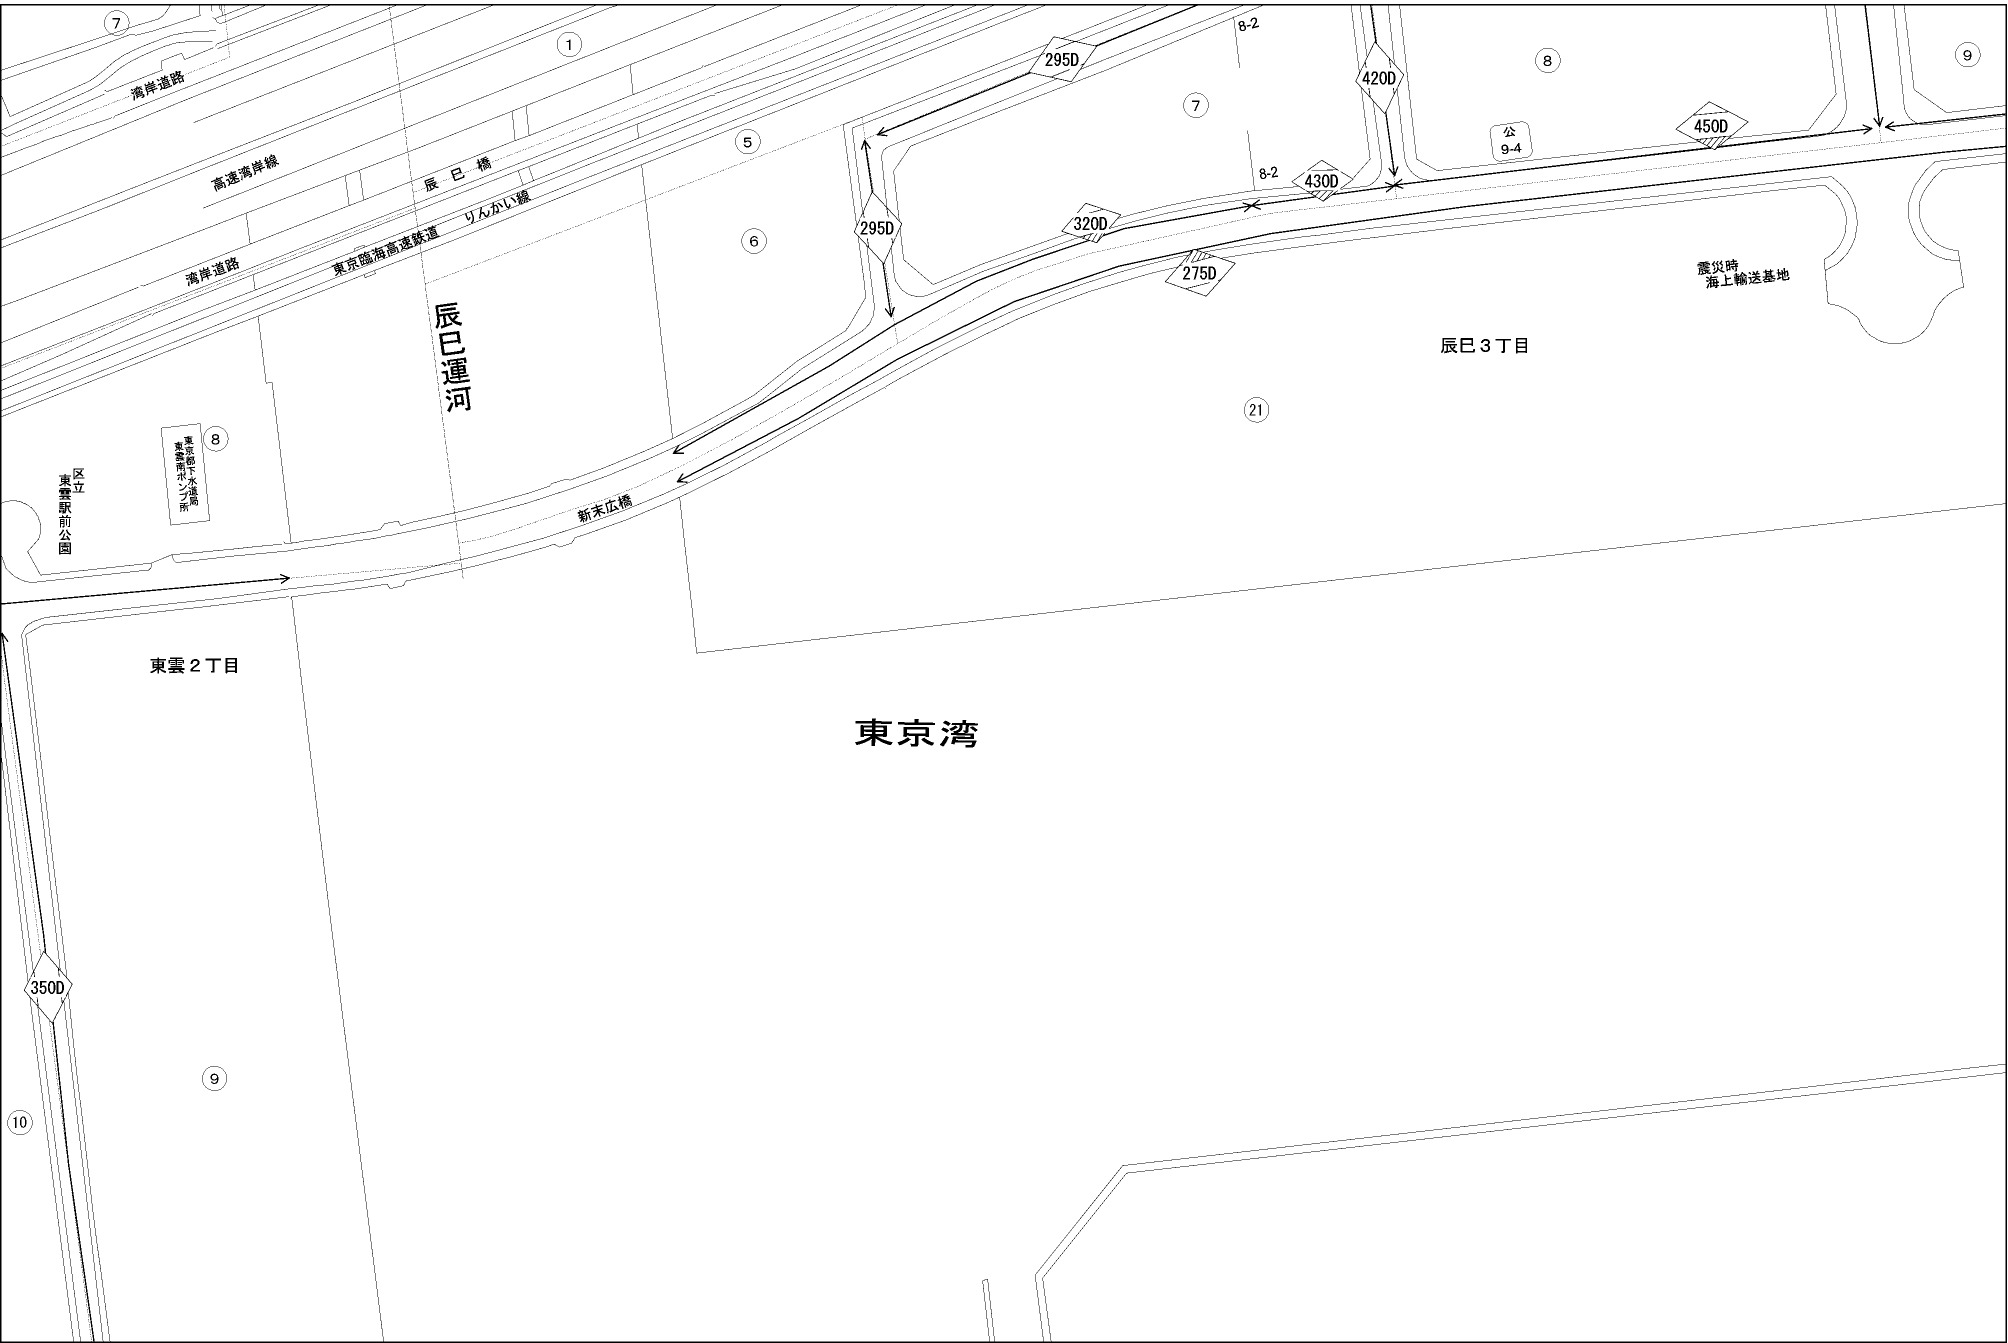 7
1
湾岸道路
295D
8-2
420D
8
9
7
公
9-4
450D
5
高速湾岸線
辰巳橋
りんかい線
東京臨海高速鉄道
湾岸道路
8-2
430D
320D
295D
6
275D
震災時
海上輸送基地
辰巳運河
辰巳3丁目
21
8
東京都下水道局
東雲南ポンプ所
区立
東雲駅前公園
新末広橋
東雲2丁目
東京湾
350D
9
10